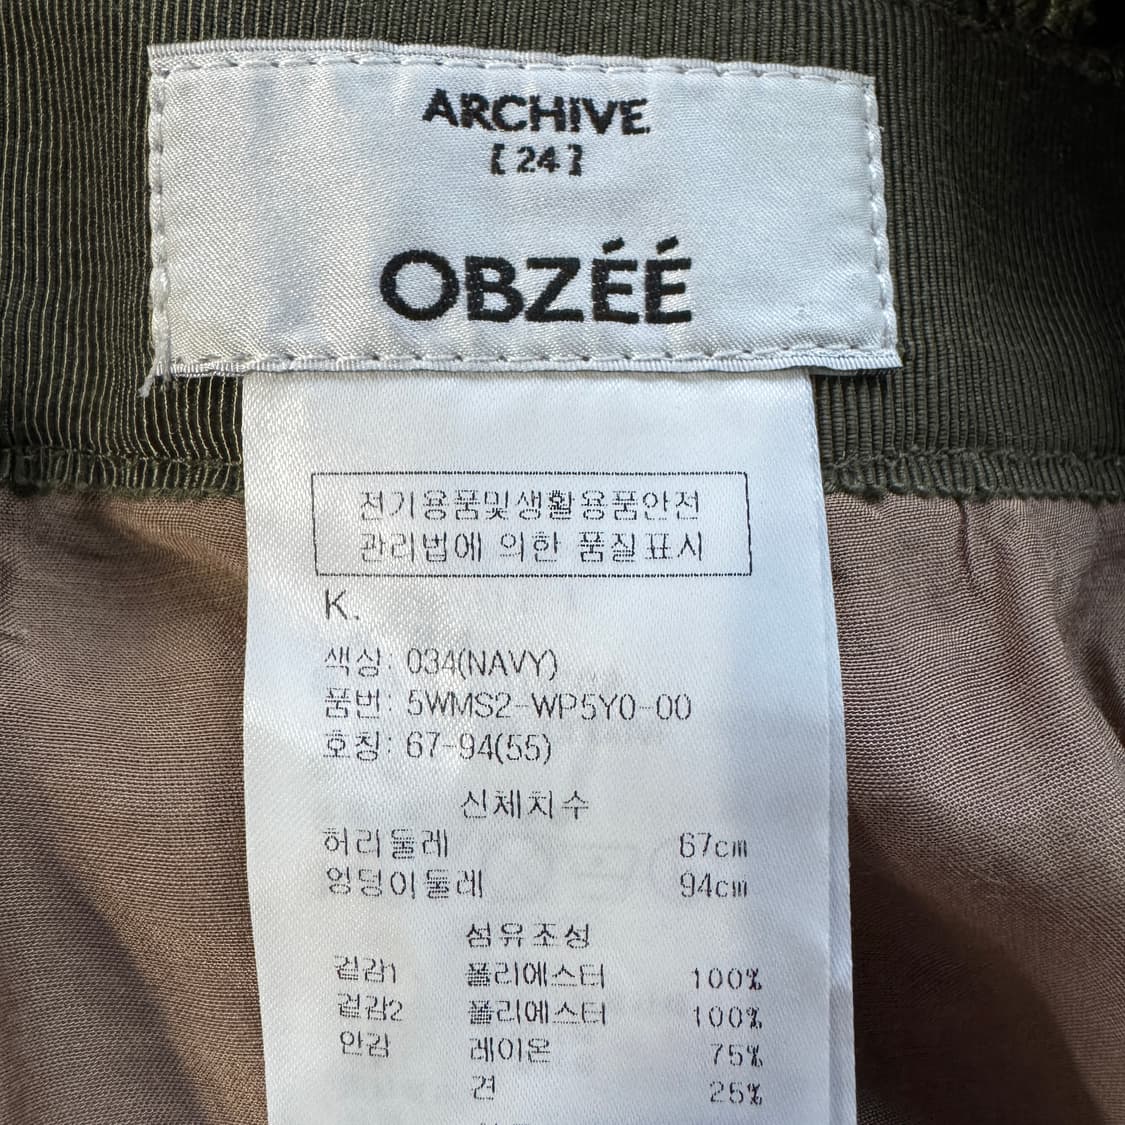 ARCHIVE
[24]
OBZÉÉ
전기용품및생활용품안전
관리법에 의한 품질표시
K.
색상: 034(NAVY)
품번: 5WMS2-WP5Y0-00
호칭: 67-94(55)
신체치수
허리둘레 67cm
엉덩이둘레 94cm
섬유조성
겉감1 폴리에스터 100%
겉감2 폴리에스터 100%
안감 레이온 75%
견 25%